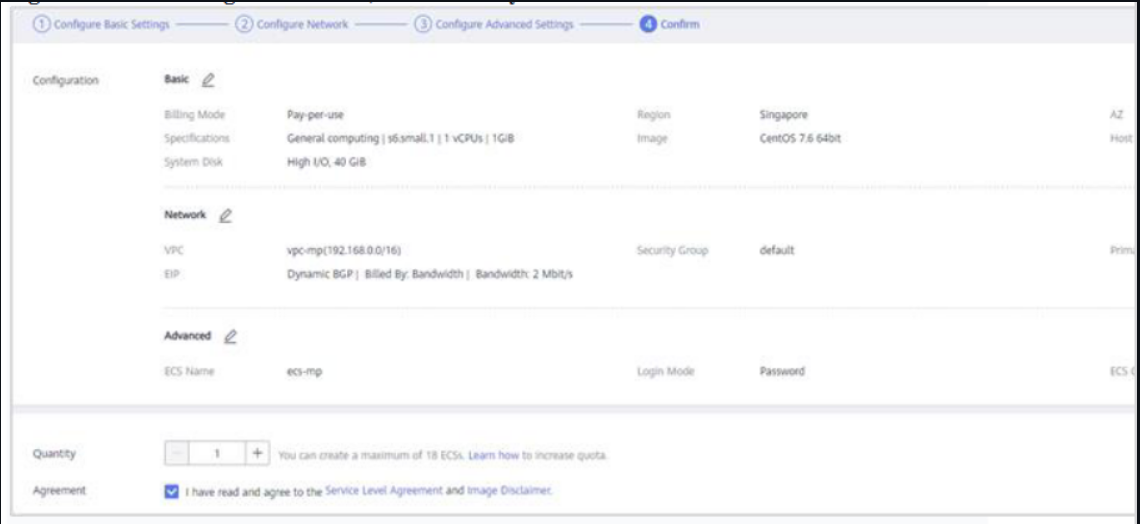 1 Configure Basic Settings 2 Configure Network 3 Configure Advanced Settings 4 Confirm
Configuration Basic
Billing Mode Pay-per-use Region Singapore AZ
Specifications General computing | s6.small.1 | 1 vCPUs | 1GiB Image CentOS 7.6 64bit Host
System Disk High I/O, 40 GiB
Network
VPC vpc-mp(192.168.0.0/16) Security Group default
EIP Dynamic BGP | Billed By: Bandwidth | Bandwidth: 2 Mbit/s
Advanced
ECS Name ecs-mp Login Mode Password ECS
Quantity − 1 + You can create a maximum of 18 ECSs. Learn how to increase quota.
Agreement I have read and agree to the Service Level Agreement and Image Disclaimer.